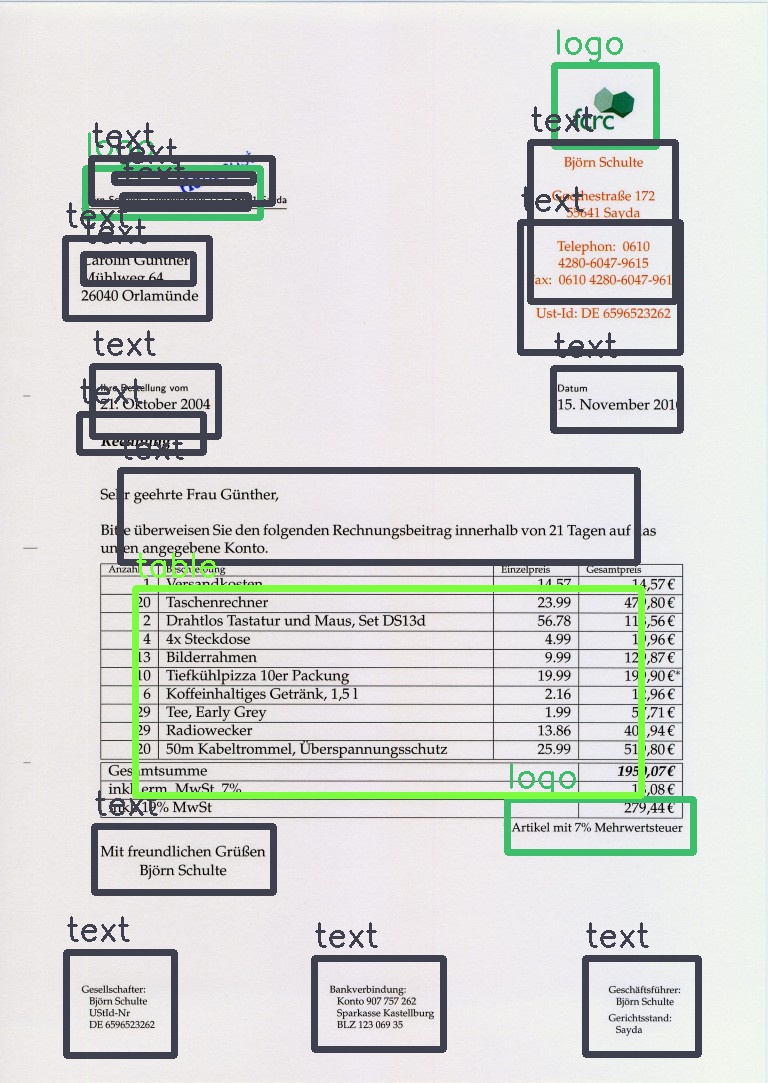 logo
fcrc
text
Björn Schulte
Goethestraße 172
55641 Sayda
text
Telephon: 0610
4280-6047-9615
Fax: 0610 4280-6047-961
Ust-Id: DE 6596523262
text
logo
text
text
Sayda
text
text
Carolin Günther
Mühlweg 64
26040 Orlamünde
text
Ihre Bestellung vom
21. Oktober 2004
text
Datum
15. November 2010
text
Rechnung
text
Sehr geehrte Frau Günther,
Bitte überweisen Sie den folgenden Rechnungsbeitrag innerhalb von 21 Tagen auf das
unten angegebene Konto.
table
Anzahl Beschreibung Einzelpreis Gesamtpreis
1 Versandkosten 14.57 14,57 €
20 Taschenrechner 23.99 479,80 €
2 Drahtlos Tastatur und Maus, Set DS13d 56.78 113,56 €
4 4x Steckdose 4.99 19,96 €
13 Bilderrahmen 9.99 129,87 €
10 Tiefkühlpizza 10er Packung 19.99 199,90 €*
6 Koffeinhaltiges Getränk, 1,5 l 2.16 12,96 €
29 Tee, Early Grey 1.99 57,71 €
29 Radiowecker 13.86 401,94 €
20 50m Kabeltrommel, Überspannungsschutz 25.99 519,80 €
Gesamtsumme 1950,07 €
inkl. erm. MwSt. 7% 13,08 €
inkl. 19% MwSt 279,44 €
logo
Artikel mit 7% Mehrwertsteuer
text
Mit freundlichen Grüßen
Björn Schulte
text
Gesellschafter:
Björn Schulte
UStId-Nr
DE 6596523262
text
Bankverbindung:
Konto 907 757 262
Sparkasse Kastellburg
BLZ 123 069 35
text
Geschäftsführer:
Björn Schulte
Gerichtsstand:
Sayda